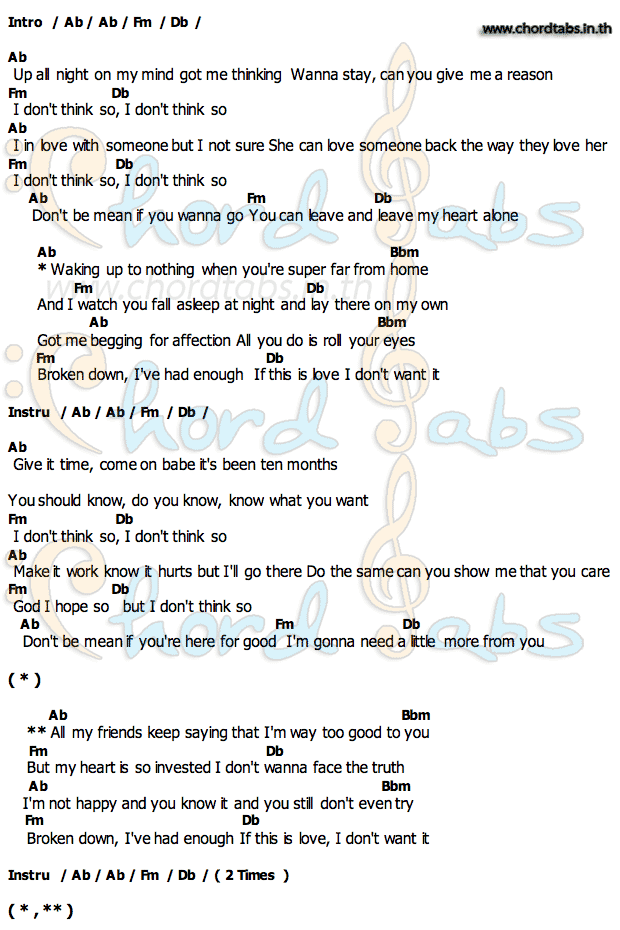 Intro / Ab / Ab / Fm / Db /
www.chordtabs.in.th
Ab
Up all night on my mind got me thinking Wanna stay, can you give me a reason
Fm Db
I don't think so, I don't think so
Ab
I in love with someone but I not sure She can love someone back the way they love her
Fm Db
I don't think so, I don't think so
Ab Fm Db
Don't be mean if you wanna go You can leave and leave my heart alone
Ab Bbm
* Waking up to nothing when you're super far from home
www.chordtabs.in.th
Fm Db
And I watch you fall asleep at night and lay there on my own
Ab Bbm
Got me begging for affection All you do is roll your eyes
Fm Db
Broken down, I've had enough If this is love I don't want it
Instru / Ab / Ab / Fm / Db /
Ab
Give it time, come on babe it's been ten months
You should know, do you know, know what you want
Fm Db
I don't think so, I don't think so
Ab
Make it work know it hurts but I'll go there Do the same can you show me that you care
Fm Db
God I hope so but I don't think so
Ab Fm Db
Don't be mean if you're here for good I'm gonna need a little more from you
( * )
Ab Bbm
** All my friends keep saying that I'm way too good to you
Fm Db
But my heart is so invested I don't wanna face the truth
Ab Bbm
I'm not happy and you know it and you still don't even try
Fm Db
Broken down, I've had enough If this is love, I don't want it
Instru / Ab / Ab / Fm / Db / ( 2 Times )
( * , ** )